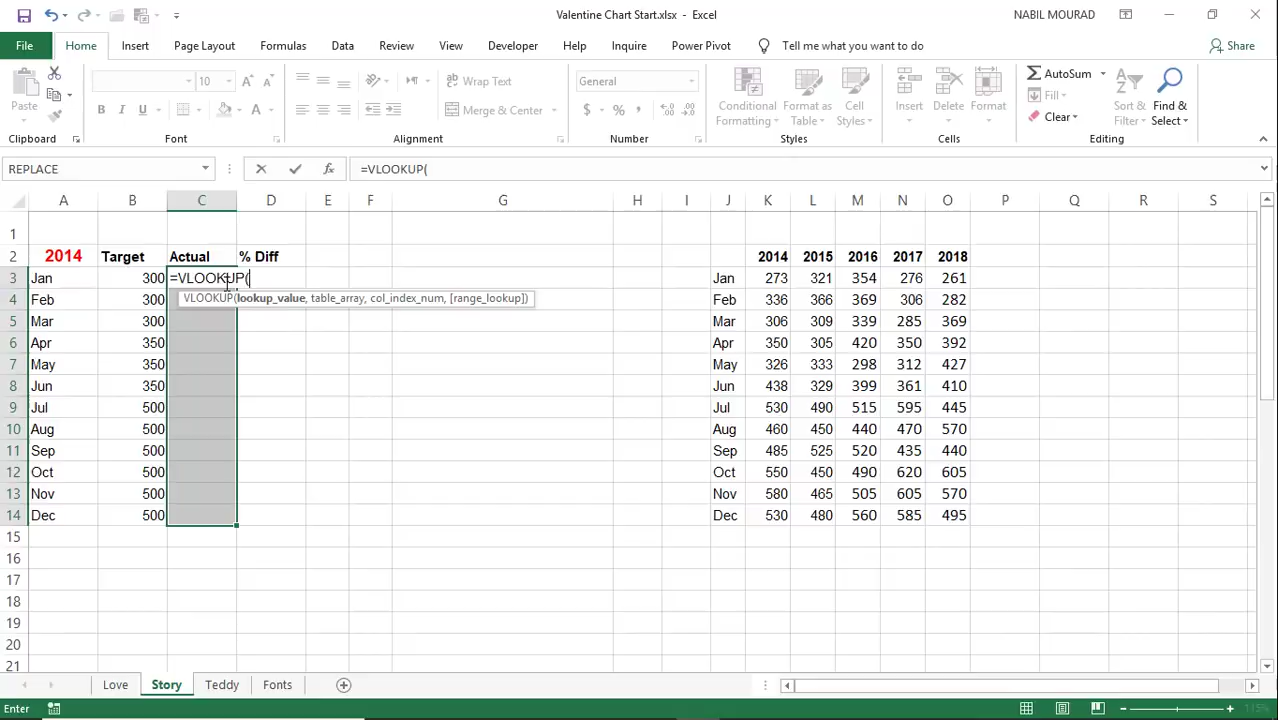 Valentine Chart Start.xlsx - Excel
NABIL MOURAD
File Home Insert Page Layout Formulas Data Review View Developer Help Inquire Power Pivot Tell me what you want to do Share
Paste
10
Wrap Text
Merge & Center
General
Conditional Formatting
Format as Table
Cell Styles
Insert
Delete
Format
AutoSum
Fill
Clear
Sort & Filter
Find & Select
Clipboard Font Alignment Number Styles Cells Editing
REPLACE =VLOOKUP(
A B C D E F G H I J K L M N O P Q R S
1
2 2014 Target Actual % Diff 2014 2015 2016 2017 2018
3 Jan 300 =VLOOKUP( Jan 273 321 354 276 261
4 Feb 300 VLOOKUP(lookup_value, table_array, col_index_num, [range_lookup]) Feb 336 366 369 306 282
5 Mar 300 Mar 306 309 339 285 369
6 Apr 350 Apr 350 305 420 350 392
7 May 350 May 326 333 298 312 427
8 Jun 350 Jun 438 329 399 361 410
9 Jul 500 Jul 530 490 515 595 445
10 Aug 500 Aug 460 450 440 470 570
11 Sep 500 Sep 485 525 520 435 440
12 Oct 500 Oct 550 450 490 620 605
13 Nov 500 Nov 580 465 505 605 570
14 Dec 500 Dec 530 480 560 585 495
15
16
17
18
19
20
21
Love Story Teddy Fonts
Enter 115%